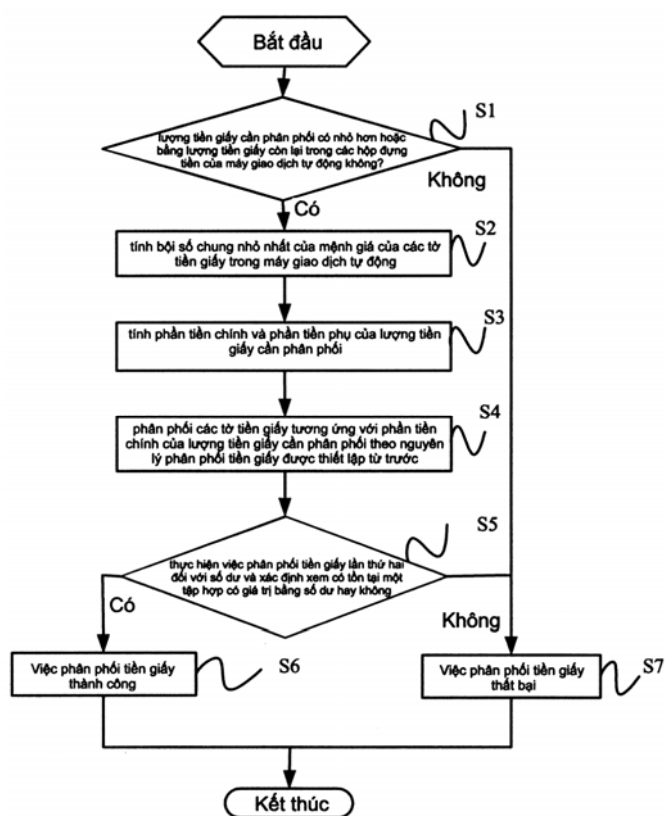 Bắt đầu
S1
lượng tiền giấy cần phân phối có nhỏ hơn hoặc
bằng lượng tiền giấy còn lại trong các hộp đựng
tiền của máy giao dịch tự động không?
Không
Có
S2
tính bội số chung nhỏ nhất của mệnh giá của các tờ
tiền giấy trong máy giao dịch tự động
S3
tính phần tiền chính và phần tiền phụ của lượng tiền
giấy cần phân phối
S4
phân phối các tờ tiền giấy tương ứng với phần tiền
chính của lượng tiền giấy cần phân phối theo nguyên
lý phân phối tiền giấy được thiết lập từ trước
S5
thực hiện việc phân phối tiền giấy lần thứ hai
đối với số dư và xác định xem có tồn tại một
tập hợp có giá trị bằng số dư hay không
Có
Không
Việc phân phối tiền giấy
thành công
S6
Việc phân phối tiền giấy
thất bại
S7
Kết thúc